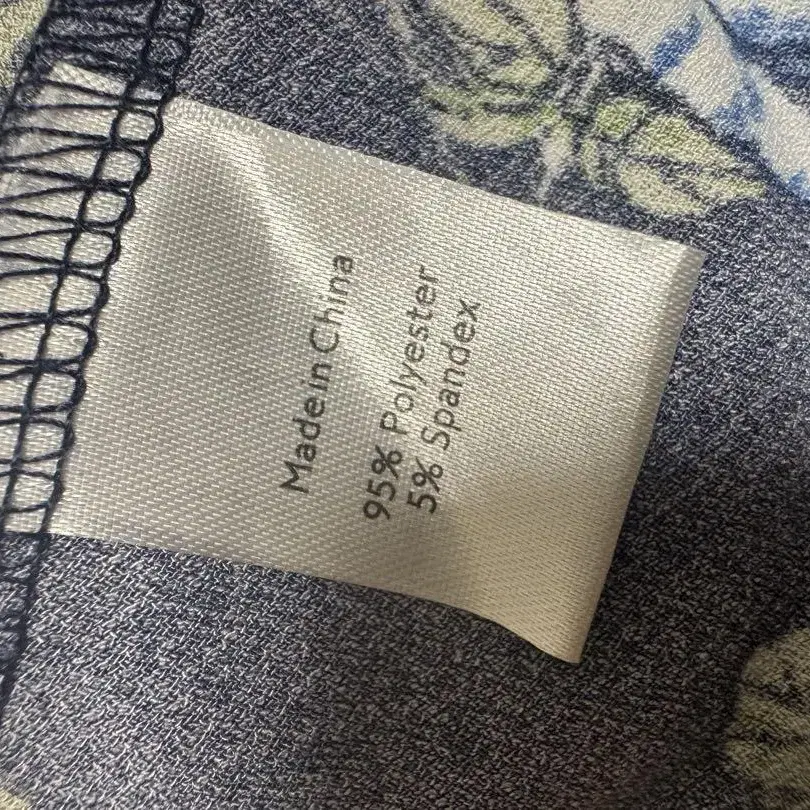 Made in China
95% Polyester
5% Spandex